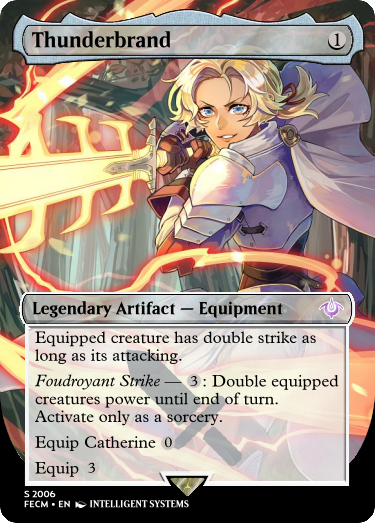 Thunderbrand 1
Legendary Artifact — Equipment
Equipped creature has double strike as
long as its attacking.
Foudroyant Strike — 3 : Double equipped
creatures power until end of turn.
Activate only as a sorcery.
Equip Catherine 0
Equip 3
S 2006
FECM • EN INTELLIGENT SYSTEMS